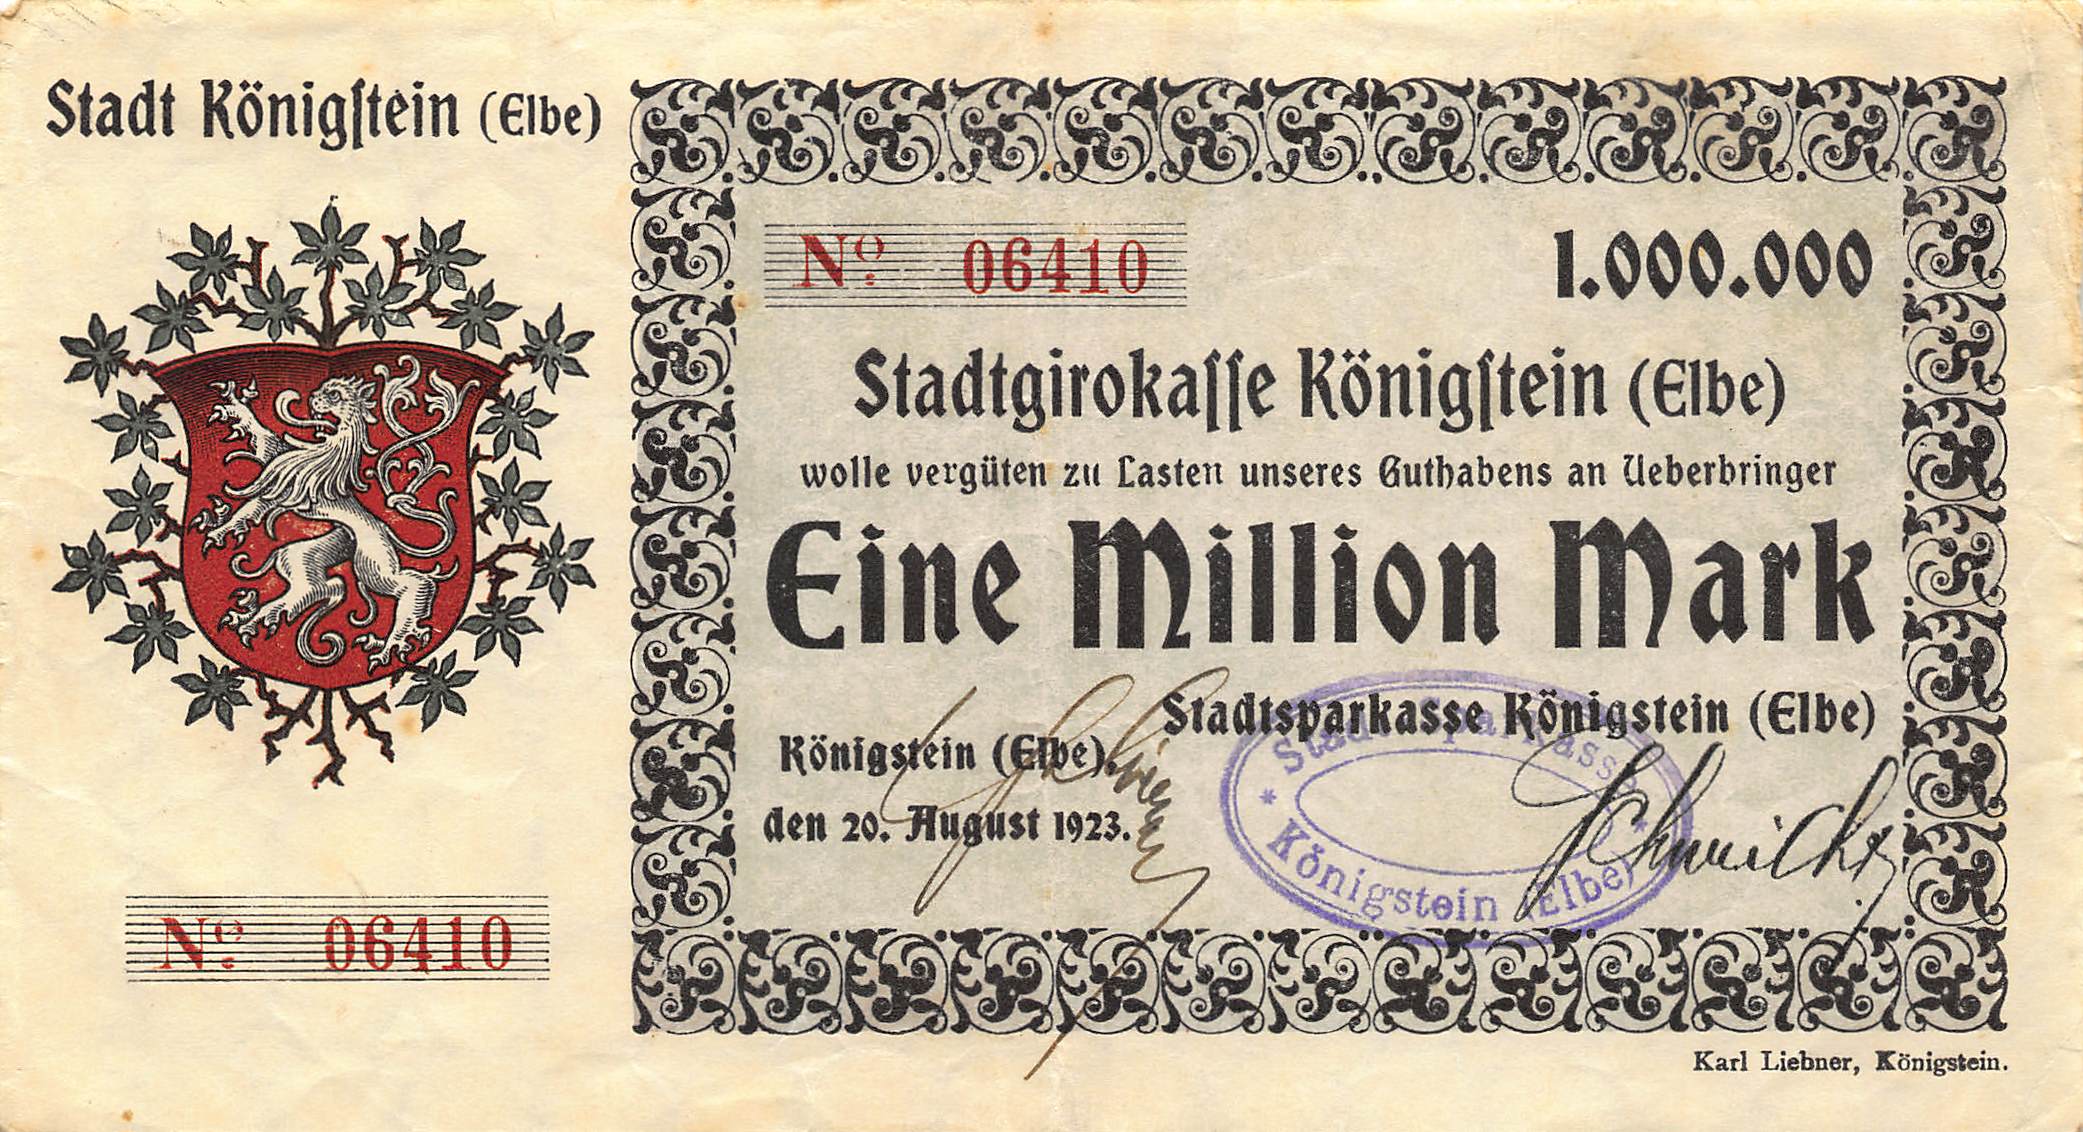 Stadt Königſtein (Elbe)
Nº 06410
Nº 06410
1.000.000
Stadtgirokaſſe Königſtein (Elbe)
wolle vergüten zu Lasten unseres Guthabens an Ueberbringer
Eine Million Mark
Stadtsparkasse Königstein (Elbe)
Königstein (Elbe),
den 20. August 1923.
Stadtsparkasse
Königstein (Elbe)
Karl Liebner, Königstein.